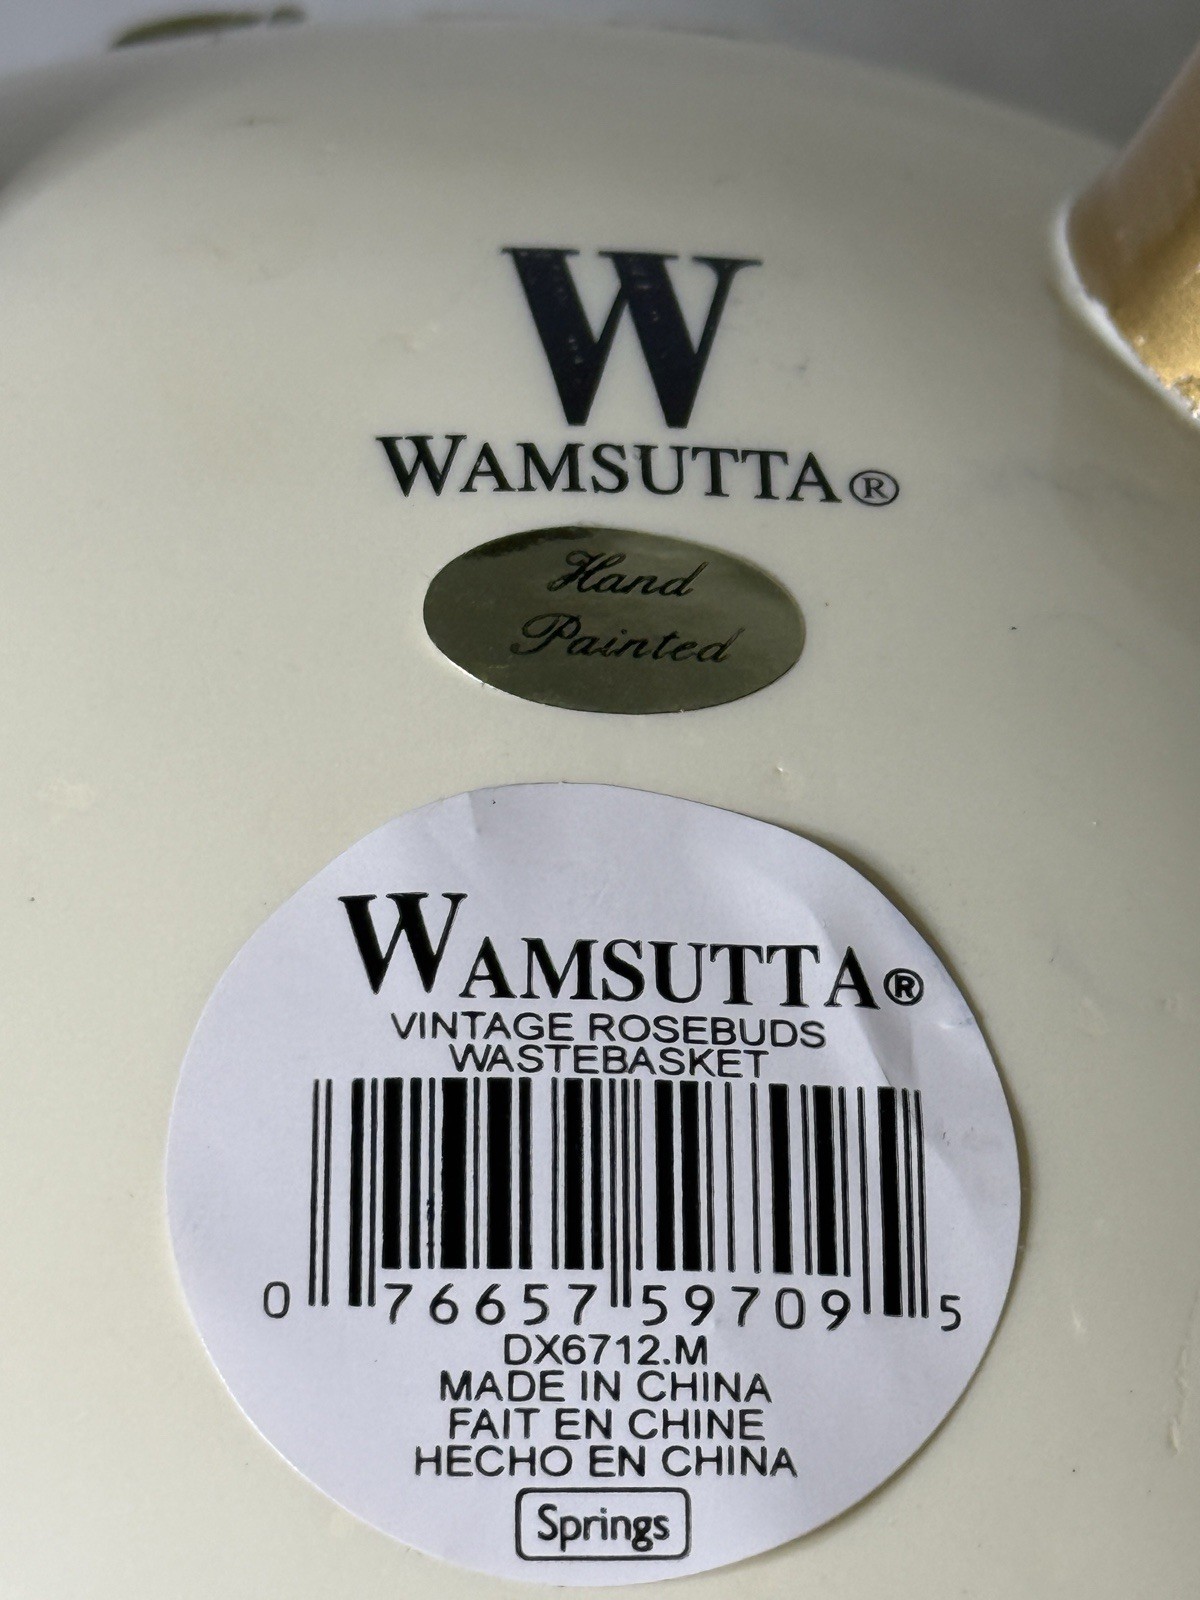 W
WAMSUTTA®
Hand
Painted
WAMSUTTA®
VINTAGE ROSEBUDS
WASTEBASKET
0 76657 59709 5
DX6712.M
MADE IN CHINA
FAIT EN CHINE
HECHO EN CHINA
Springs